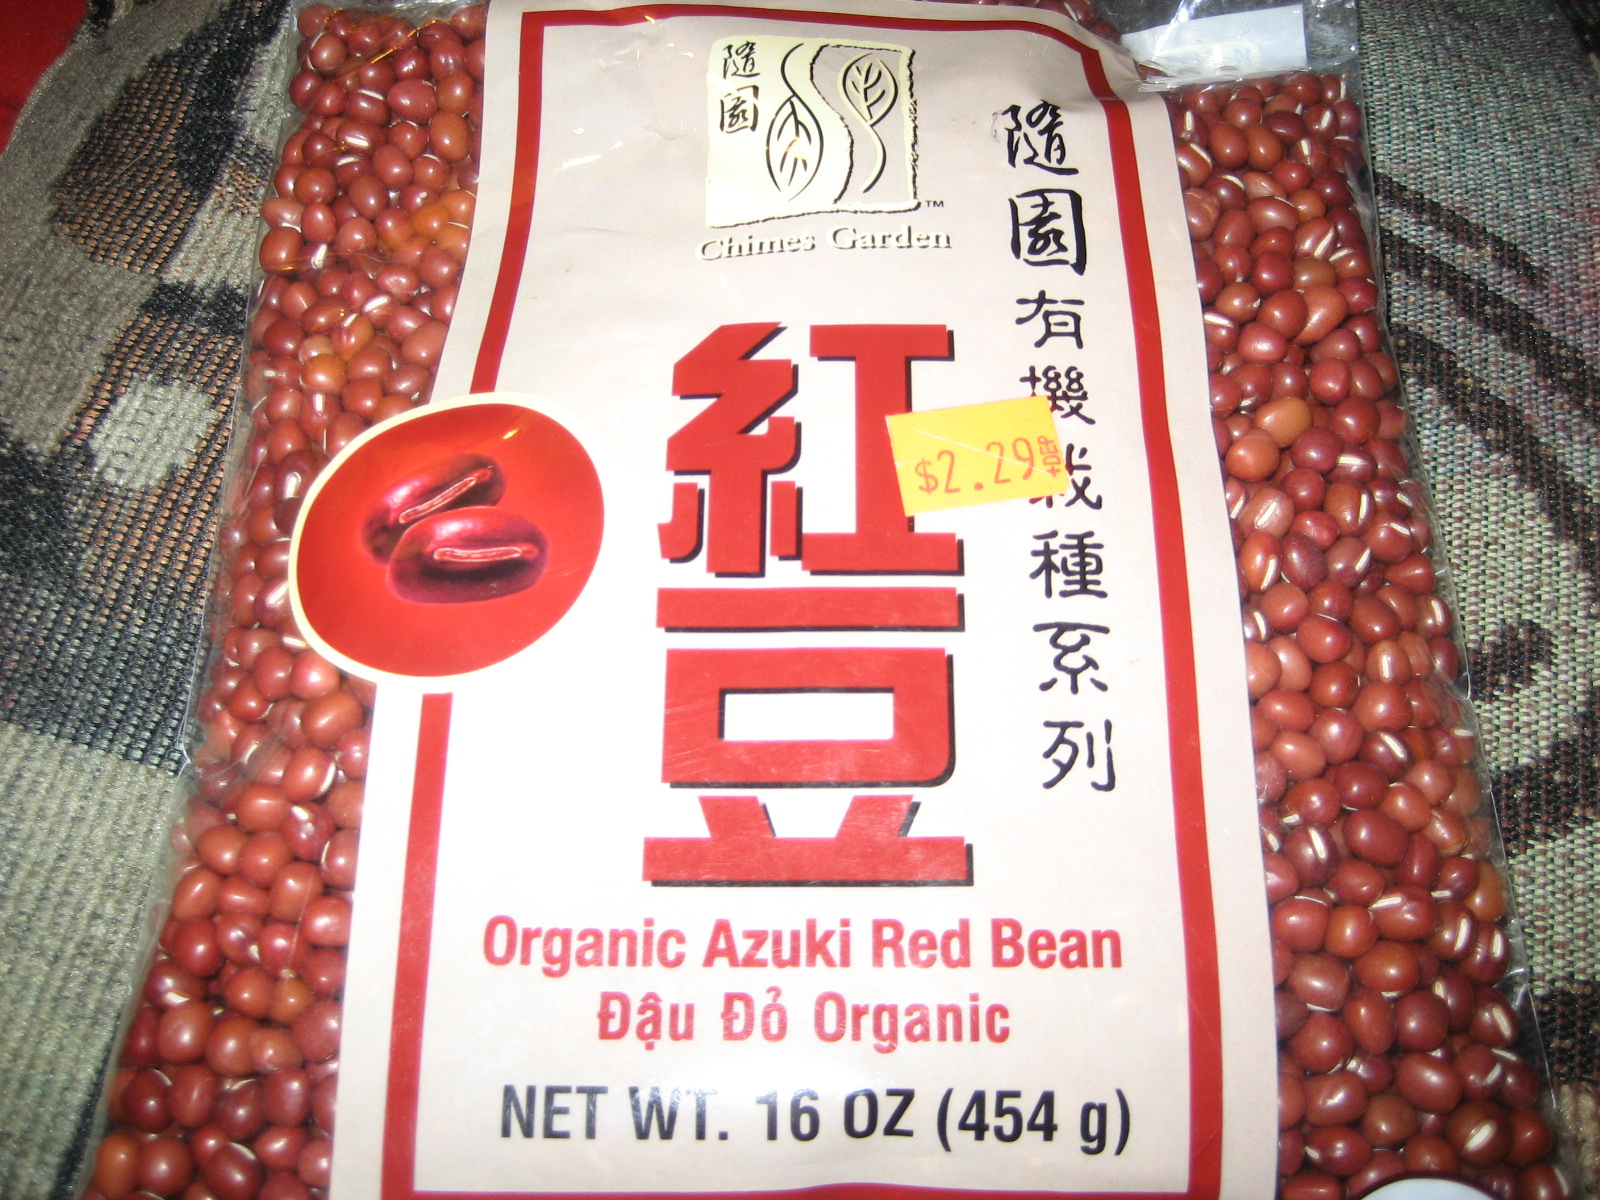 隨園
™
Chimes Garden
隨園有機栽種系列
紅豆
$2.29
Organic Azuki Red Bean
Đậu Đỏ Organic
NET WT. 16 OZ (454 g)